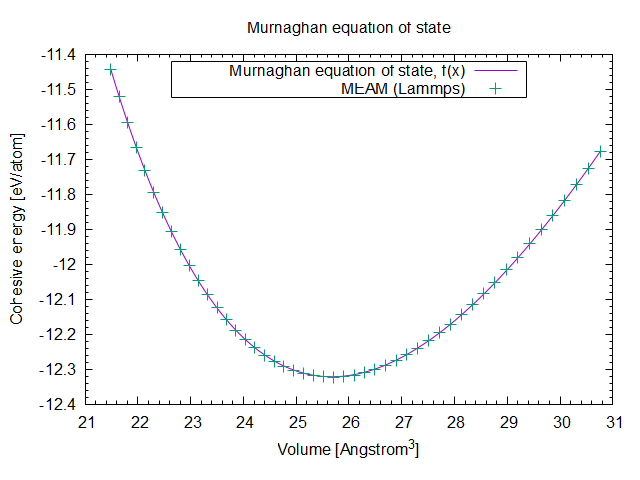 Murnaghan equation of state
Murnaghan equation of state, f(x)
MEAM (Lammps)
Cohesive energy [eV/atom]
-11.4
-11.5
-11.6
-11.7
-11.8
-11.9
-12
-12.1
-12.2
-12.3
-12.4
21 22 23 24 25 26 27 28 29 30 31
Volume [Angstrom³]